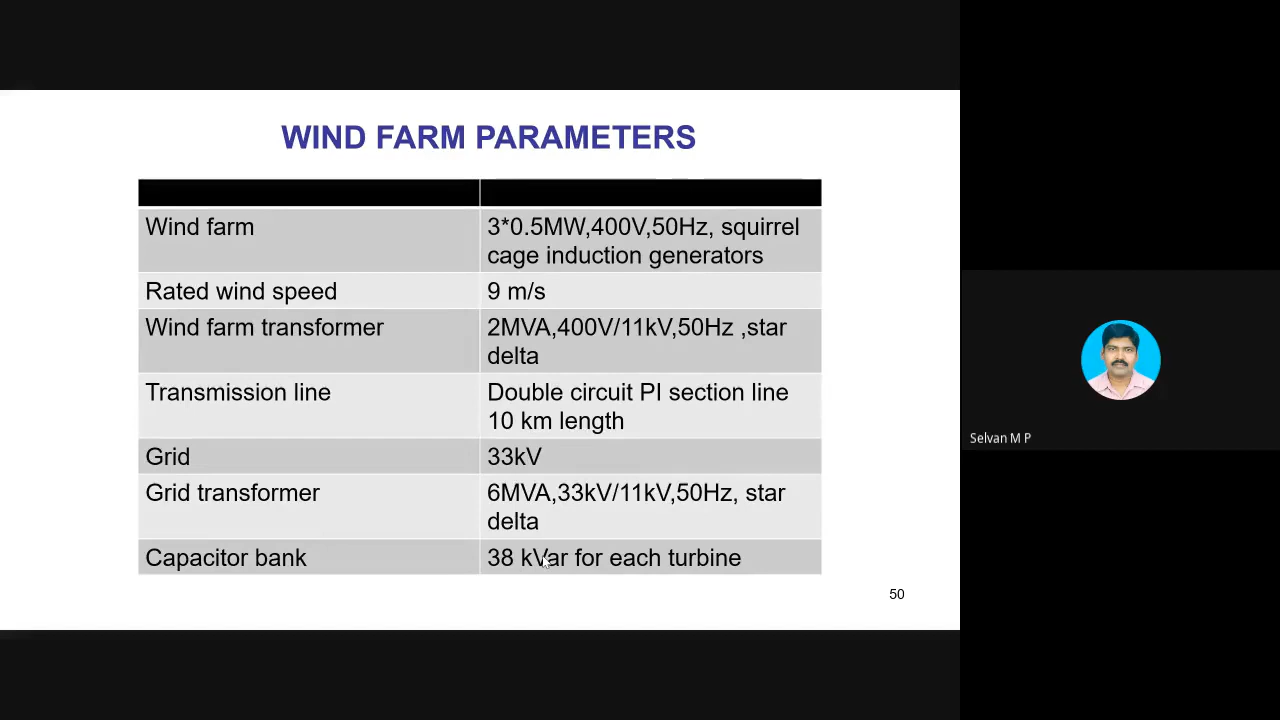 WIND FARM PARAMETERS
Wind farm
3*0.5MW,400V,50Hz, squirrel
cage induction generators
Rated wind speed
9 m/s
Wind farm transformer
2MVA,400V/11kV,50Hz ,star
delta
Transmission line
Double circuit PI section line
10 km length
Grid
33kV
Grid transformer
6MVA,33kV/11kV,50Hz, star
delta
Capacitor bank
38 kVar for each turbine
50
Selvan M P